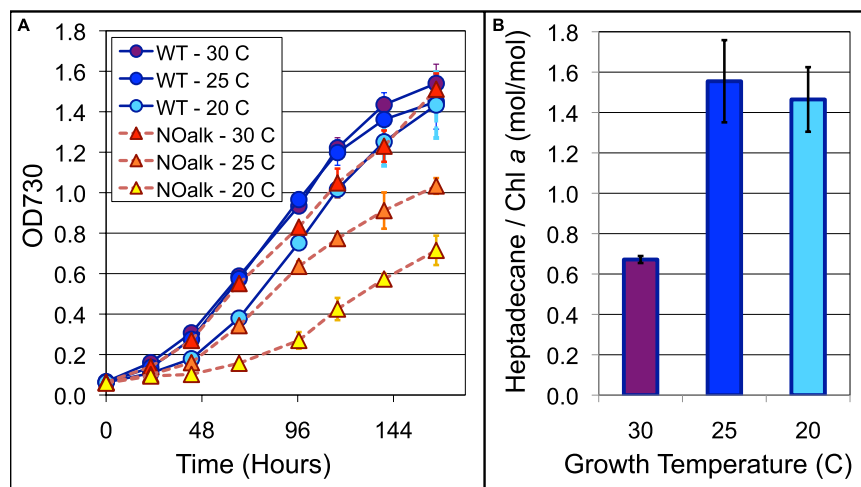 A
1.8
1.6
1.4
1.2
1.0
0.8
0.6
0.4
0.2
0.0
OD730
WT - 30 C
WT - 25 C
WT - 20 C
NOalk - 30 C
NOalk - 25 C
NOalk - 20 C
0 48 96 144
Time (Hours)
B
1.8
1.6
1.4
1.2
1.0
0.8
0.6
0.4
0.2
0.0
Heptadecane / Chl a (mol/mol)
30 25 20
Growth Temperature (C)